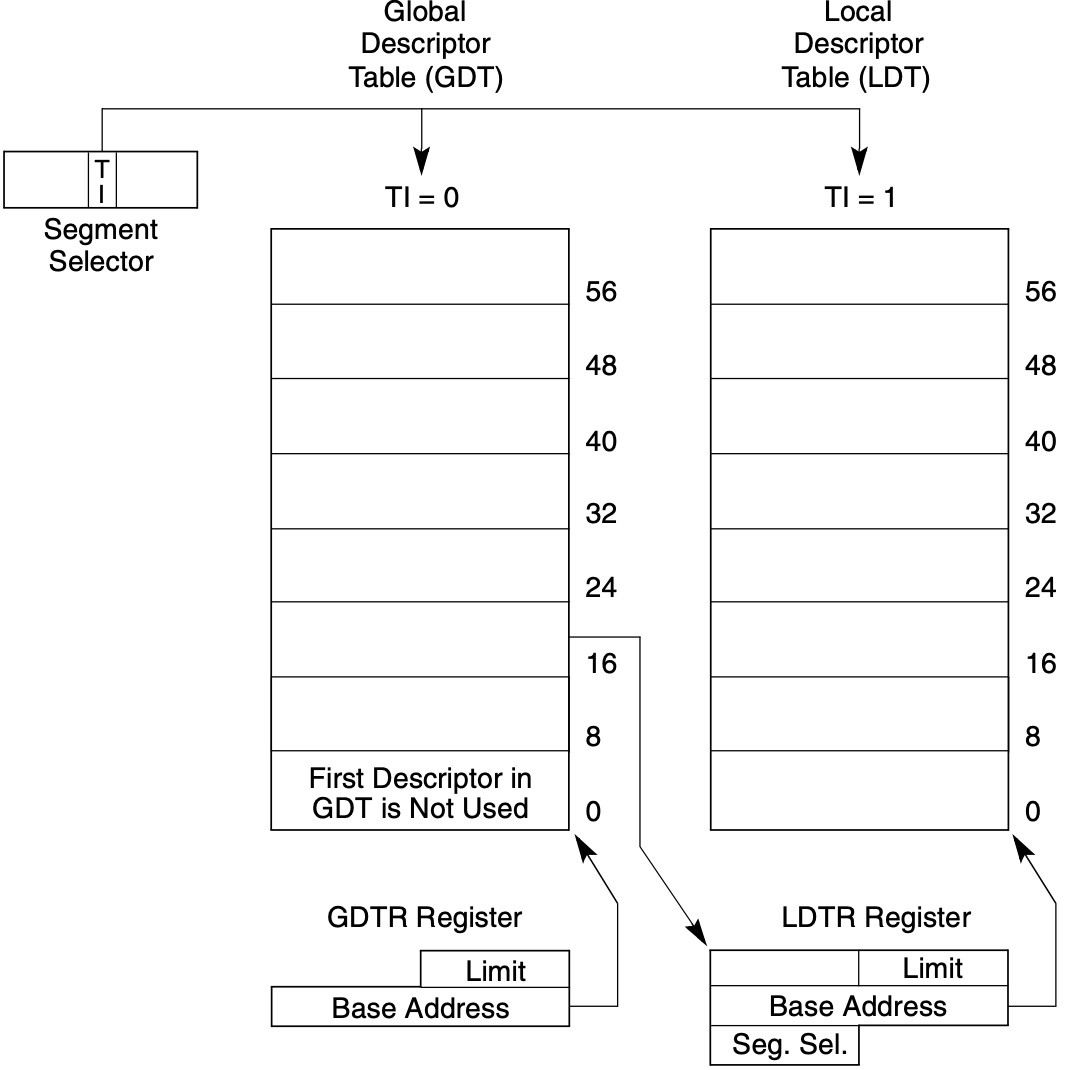 Global
Descriptor
Table (GDT)
Local
Descriptor
Table (LDT)
T
I
Segment
Selector
TI = 0
TI = 1
56
48
40
32
24
16
8
First Descriptor in
GDT is Not Used
0
56
48
40
32
24
16
8
0
GDTR Register
Limit
Base Address
LDTR Register
Limit
Base Address
Seg. Sel.